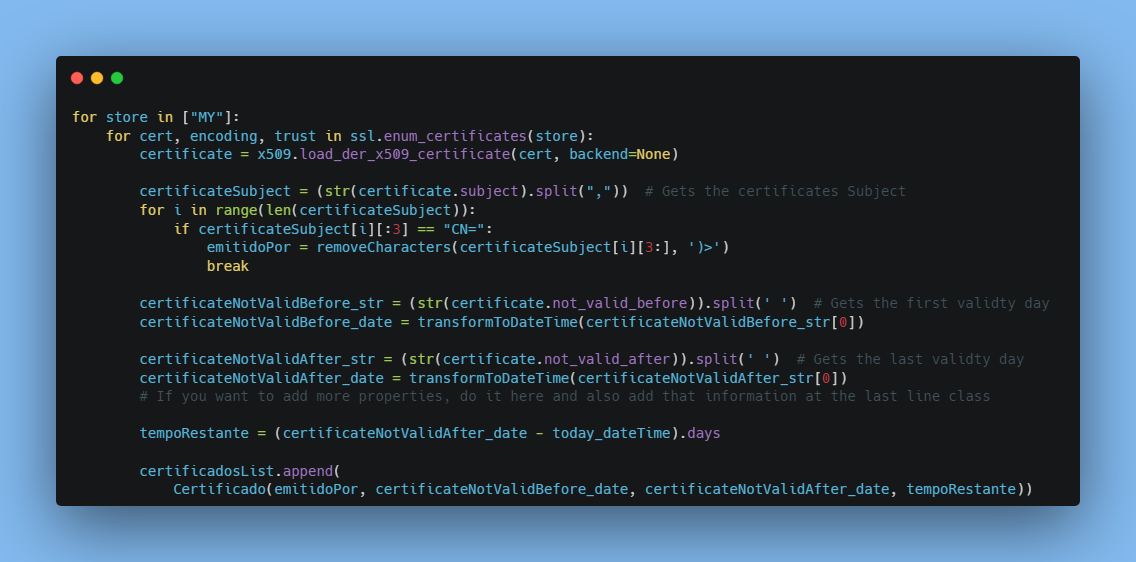 for store in ["MY"]:
    for cert, encoding, trust in ssl.enum_certificates(store):
        certificate = x509.load_der_x509_certificate(cert, backend=None)

        certificateSubject = (str(certificate.subject).split(","))  # Gets the certificates Subject
        for i in range(len(certificateSubject)):
            if certificateSubject[i][:3] == "CN=":
                emitidoPor = removeCharacters(certificateSubject[i][3:], ')>')
                break

        certificateNotValidBefore_str = (str(certificate.not_valid_before)).split(' ')  # Gets the first validty day
        certificateNotValidBefore_date = transformToDateTime(certificateNotValidBefore_str[0])

        certificateNotValidAfter_str = (str(certificate.not_valid_after)).split(' ')  # Gets the last validty day
        certificateNotValidAfter_date = transformToDateTime(certificateNotValidAfter_str[0])
        # If you want to add more properties, do it here and also add that information at the last line class

        tempoRestante = (certificateNotValidAfter_date - today_dateTime).days

        certificadosList.append(
            Certificado(emitidoPor, certificateNotValidBefore_date, certificateNotValidAfter_date, tempoRestante))